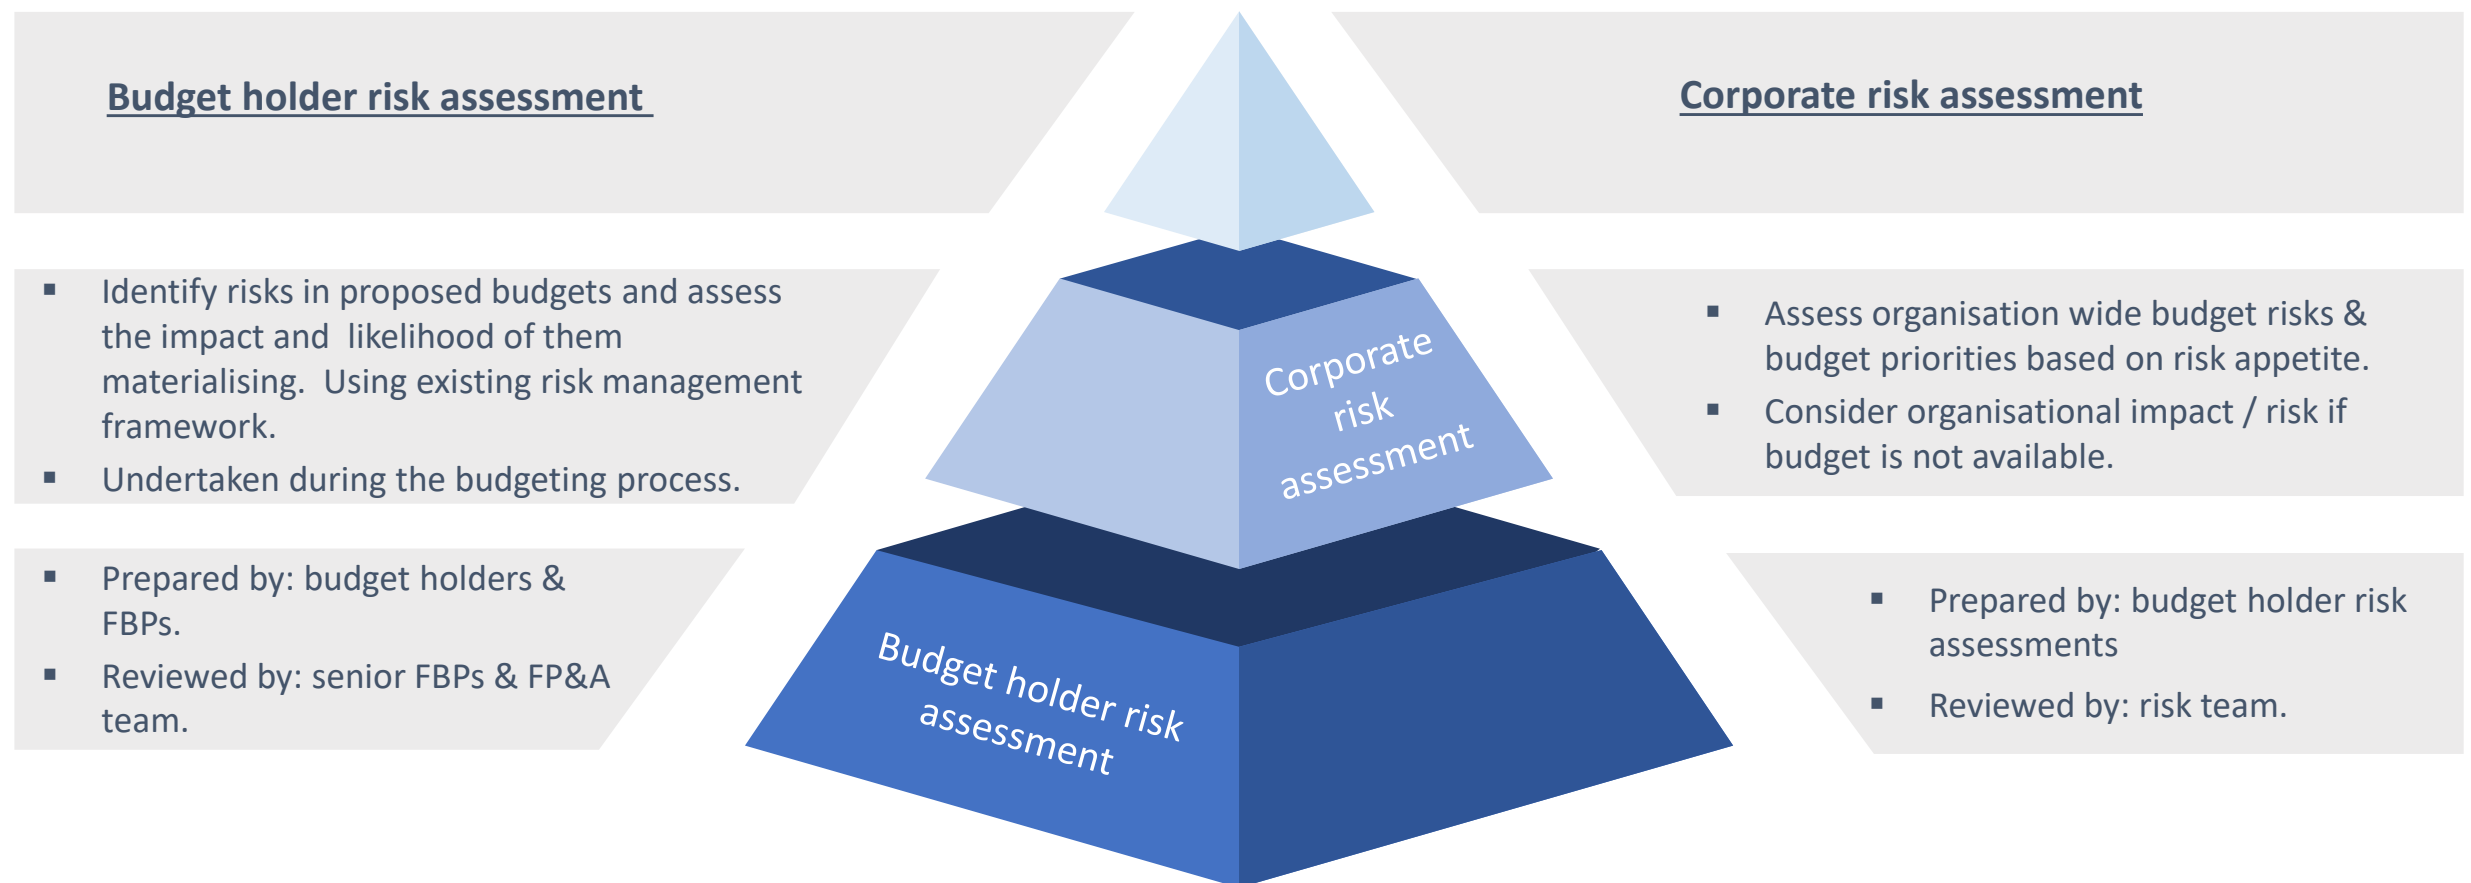 Budget holder risk assessment
▪ Identify risks in proposed budgets and assess
the impact and  likelihood of them
materialising.  Using existing risk management
framework.
▪ Undertaken during the budgeting process.
▪ Prepared by: budget holders &
FBPs.
▪ Reviewed by: senior FBPs & FP&A
team.
Corporate
risk
assessment
Budget holder risk
assessment
Corporate risk assessment
▪ Assess organisation wide budget risks &
budget priorities based on risk appetite.
▪ Consider organisational impact / risk if
budget is not available.
▪ Prepared by: budget holder risk
assessments
▪ Reviewed by: risk team.